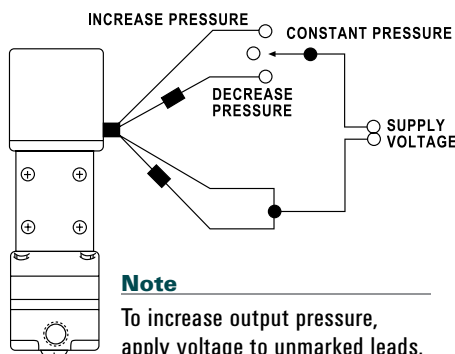 INCREASE PRESSURE
CONSTANT PRESSURE
DECREASE
PRESSURE
SUPPLY
VOLTAGE
Note
To increase output pressure,
apply voltage to unmarked leads.